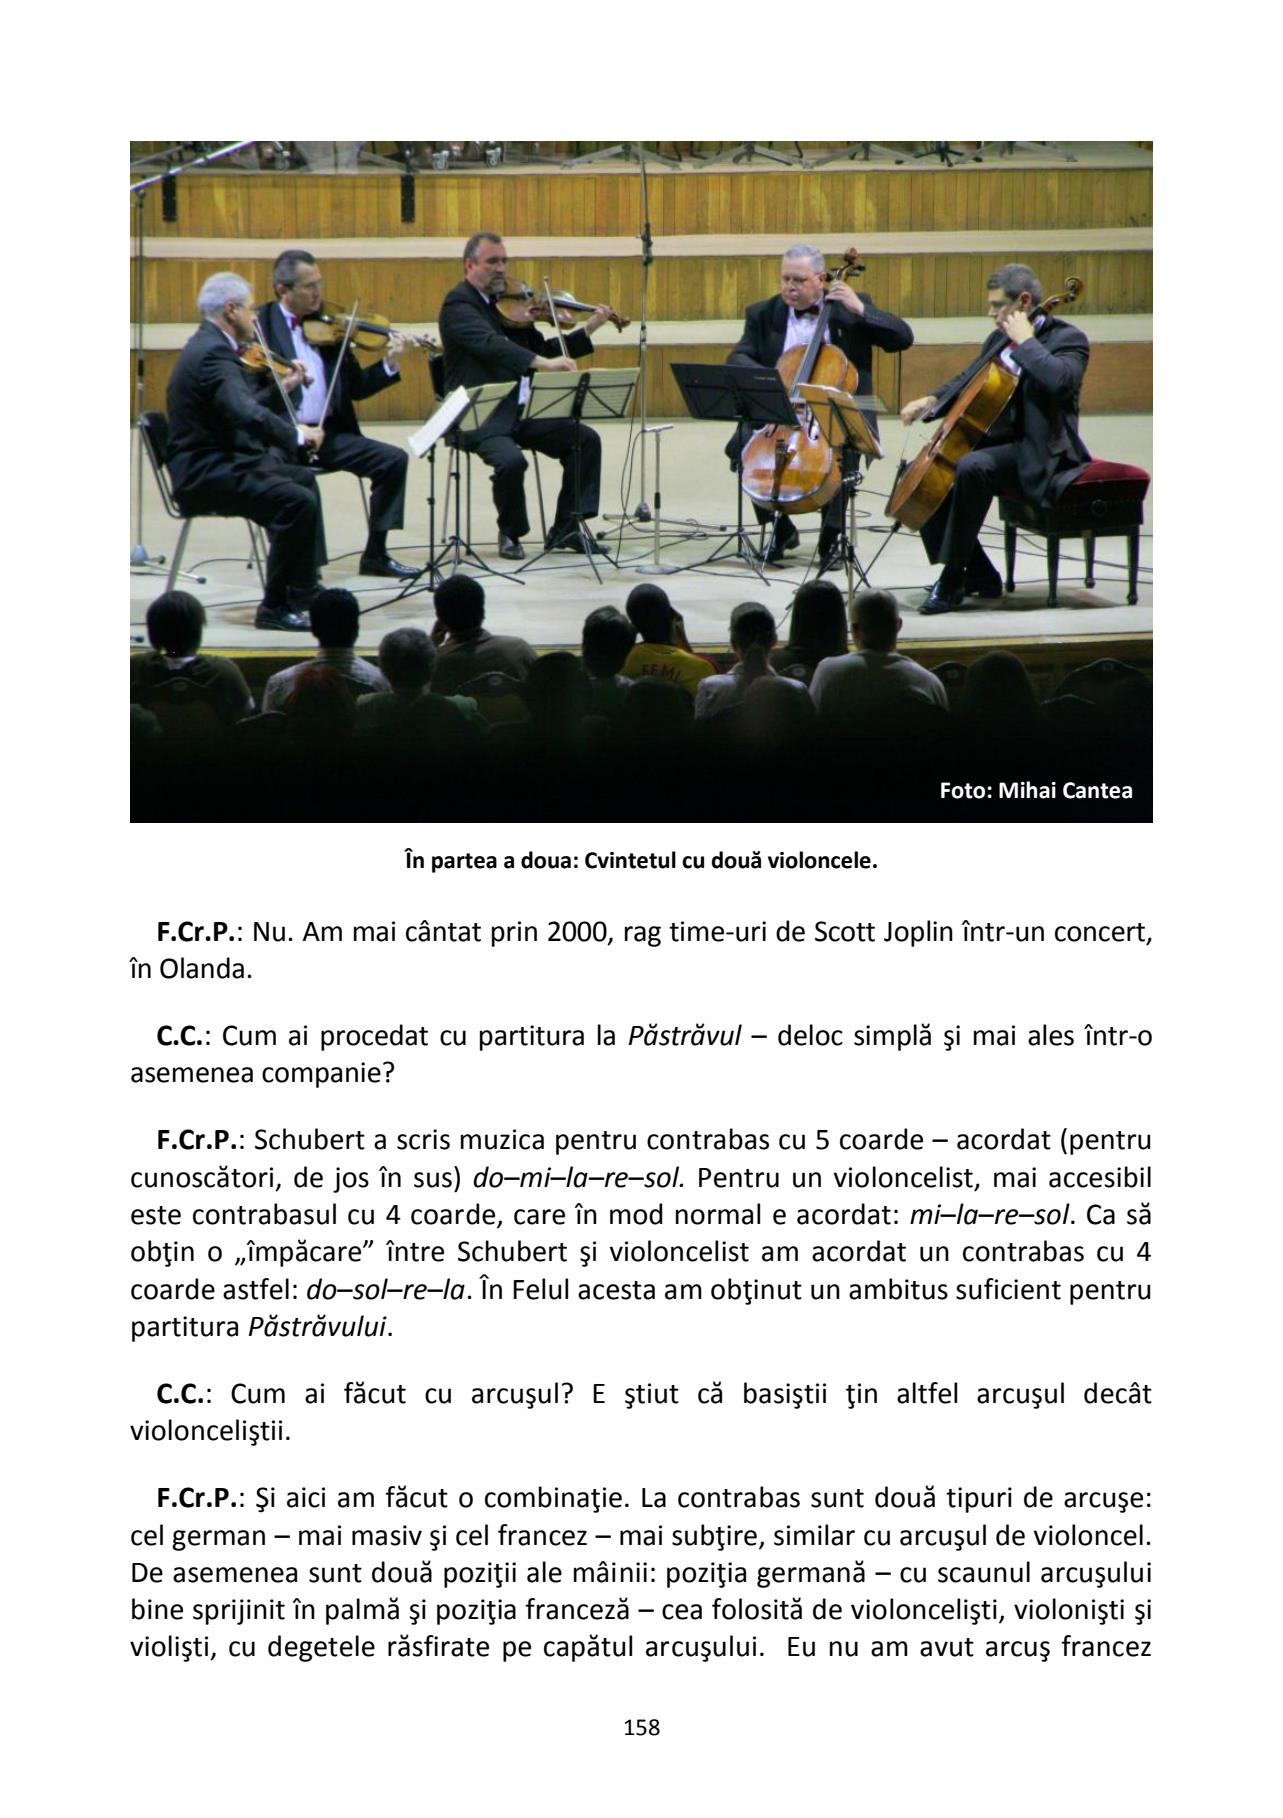 FEMI
Foto: Mihai Cantea
În partea a doua: Cvintetul cu două violoncele.
F.Cr.P.: Nu. Am mai cântat prin 2000, rag time-uri de Scott Joplin într-un concert,
în Olanda.
C.C.: Cum ai procedat cu partitura la Păstrăvul – deloc simplă şi mai ales într-o
asemenea companie?
F.Cr.P.: Schubert a scris muzica pentru contrabas cu 5 coarde – acordat (pentru
cunoscători, de jos în sus) do–mi–la–re–sol. Pentru un violoncelist, mai accesibil
este contrabasul cu 4 coarde, care în mod normal e acordat: mi–la–re–sol. Ca să
obţin o „împăcare” între Schubert şi violoncelist am acordat un contrabas cu 4
coarde astfel: do–sol–re–la. În Felul acesta am obţinut un ambitus suficient pentru
partitura Păstrăvului.
C.C.: Cum ai făcut cu arcuşul? E ştiut că basiştii ţin altfel arcuşul decât
violonceliştii.
F.Cr.P.: Şi aici am făcut o combinaţie. La contrabas sunt două tipuri de arcuşe:
cel german – mai masiv şi cel francez – mai subţire, similar cu arcuşul de violoncel.
De asemenea sunt două poziţii ale mâinii: poziţia germană – cu scaunul arcuşului
bine sprijinit în palmă şi poziţia franceză – cea folosită de violoncelişti, violonişti şi
violişti, cu degetele răsfirate pe capătul arcuşului.  Eu nu am avut arcuş francez
158